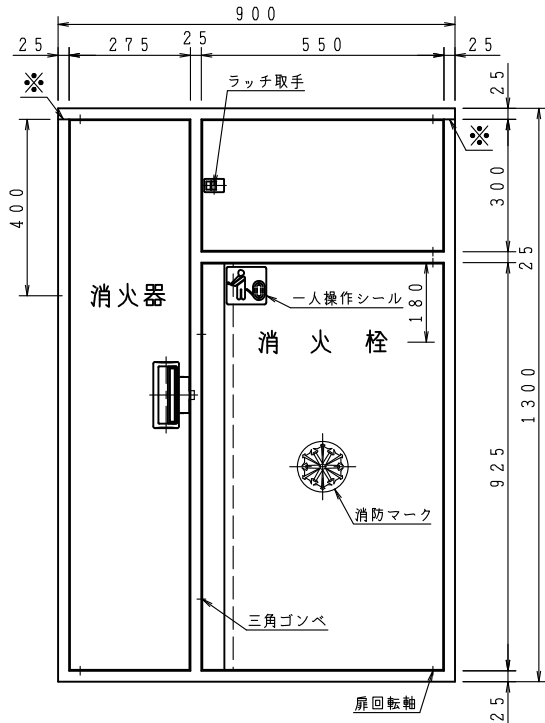 900
25
275
25
550
25
※
ラッチ取手
25
※
400
300
25
消火器
一人操作シール
180
消火栓
1300
925
消防マーク
三角ゴンベ
扉回転軸
25